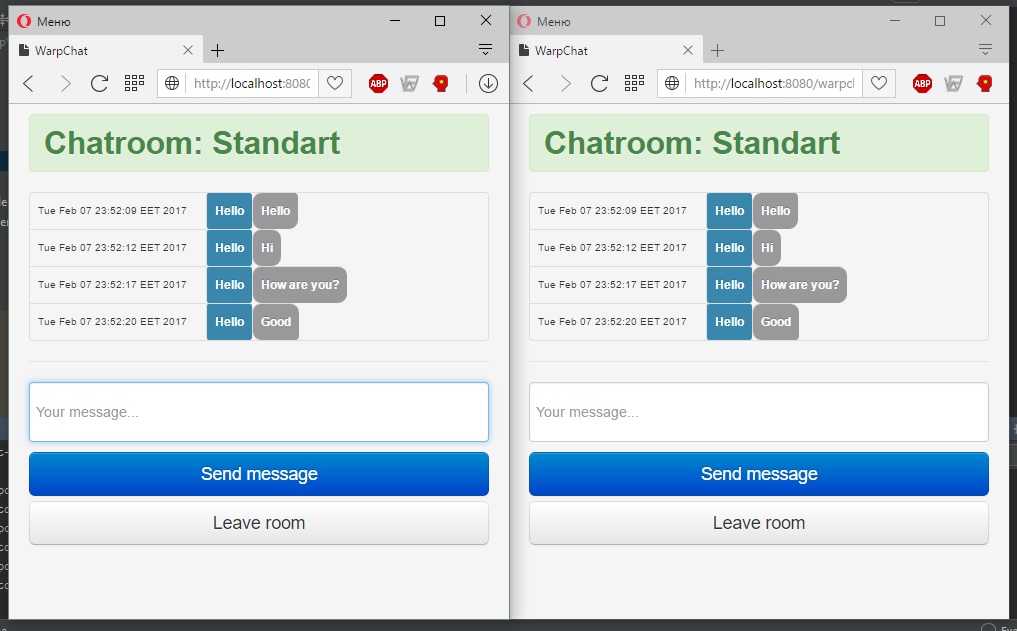 Меню
WarpChat
http://localhost:8080
ABP
Chatroom: Standart
Tue Feb 07 23:52:09 EET 2017 Hello Hello
Tue Feb 07 23:52:12 EET 2017 Hello Hi
Tue Feb 07 23:52:17 EET 2017 Hello How are you?
Tue Feb 07 23:52:20 EET 2017 Hello Good
Your message...
Send message
Leave room
Меню
WarpChat
http://localhost:8080/warpcl
ABP
Chatroom: Standart
Tue Feb 07 23:52:09 EET 2017 Hello Hello
Tue Feb 07 23:52:12 EET 2017 Hello Hi
Tue Feb 07 23:52:17 EET 2017 Hello How are you?
Tue Feb 07 23:52:20 EET 2017 Hello Good
Your message...
Send message
Leave room